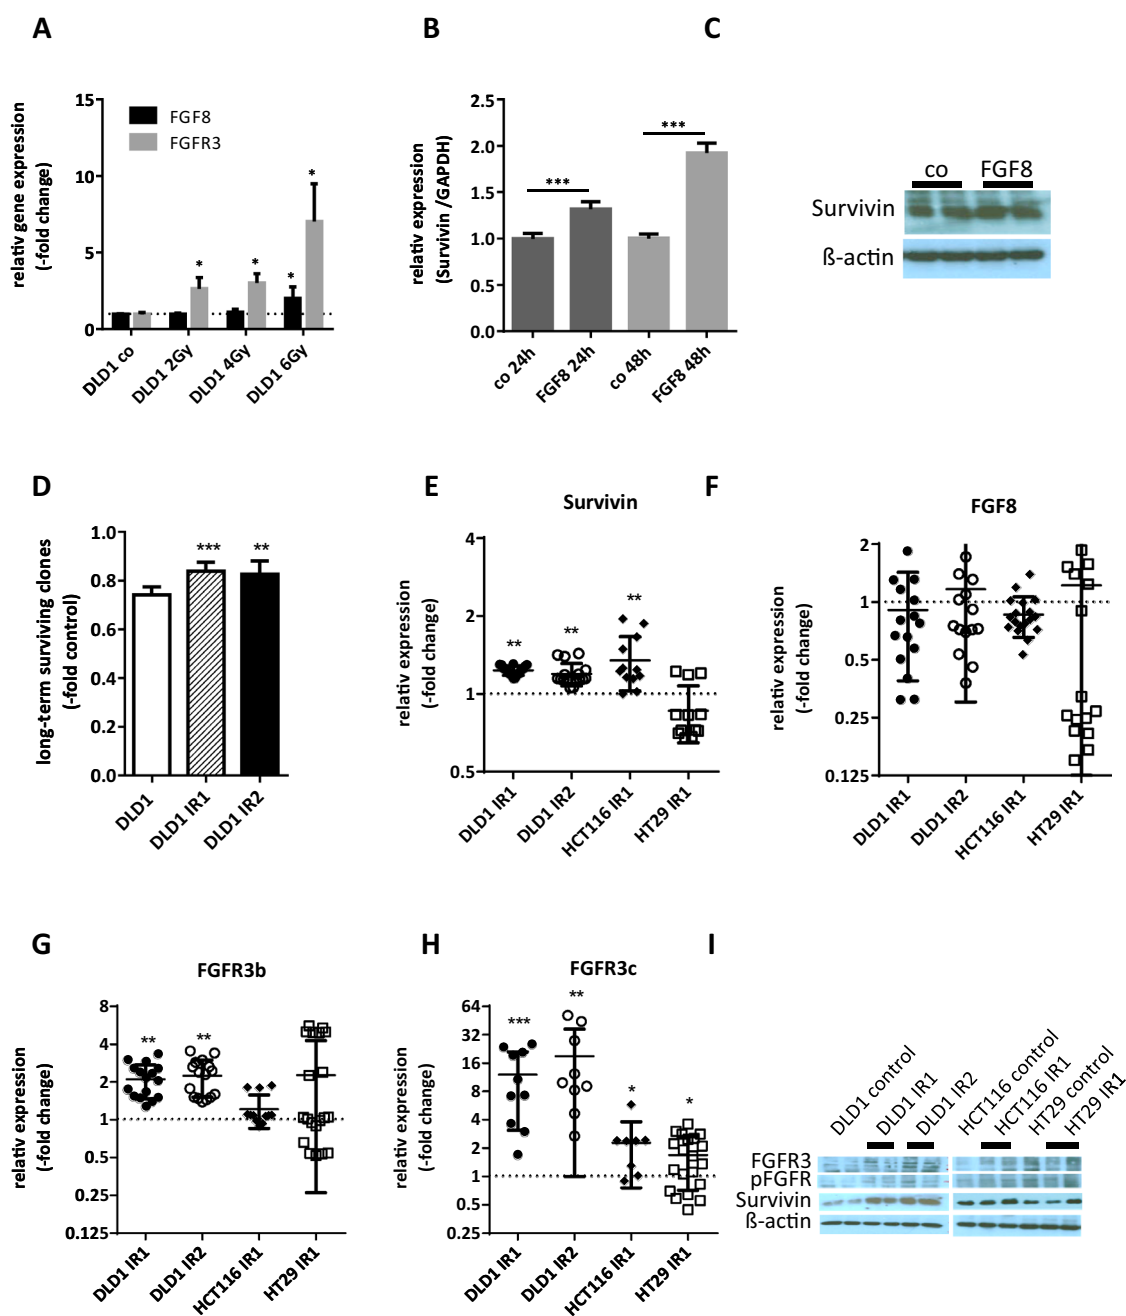 A
relativ gene expression
(-fold change)
15
10
5
0
FGF8
FGFR3
*
*
*
*
DLD1 co
DLD1 2Gy
DLD1 4Gy
DLD1 6Gy
B
relativ expression
(Survivin /GAPDH)
2.5
2.0
1.5
1.0
0.5
0.0
***
***
co 24h
FGF8 24h
co 48h
FGF8 48h
C
co FGF8
Survivin
ß-actin
D
long-term surviving clones
(-fold control)
1.0
0.8
0.6
0.4
0.2
0.0
***
**
DLD1
DLD1 IR1
DLD1 IR2
E
Survivin
relativ expression
(-fold change)
4
2
1
0.5
**
**
**
DLD1 IR1
DLD1 IR2
HCT116 IR1
HT29 IR1
F
FGF8
relativ expression
(-fold change)
2
1
0.5
0.25
0.125
DLD1 IR1
DLD1 IR2
HCT116 IR1
HT29 IR1
G
FGFR3b
relativ expression
(-fold change)
8
4
2
1
0.5
0.25
0.125
**
**
DLD1 IR1
DLD1 IR2
HCT116 IR1
HT29 IR1
H
FGFR3c
relativ expression
(-fold change)
64
32
16
8
4
2
1
0.5
0.25
***
**
*
*
DLD1 IR1
DLD1 IR2
HCT116 IR1
HT29 IR1
I
DLD1 control
DLD1 IR1
DLD1 IR2
HCT116 control
HCT116 IR1
HT29 control
HT29 IR1
FGFR3
pFGFR
Survivin
ß-actin